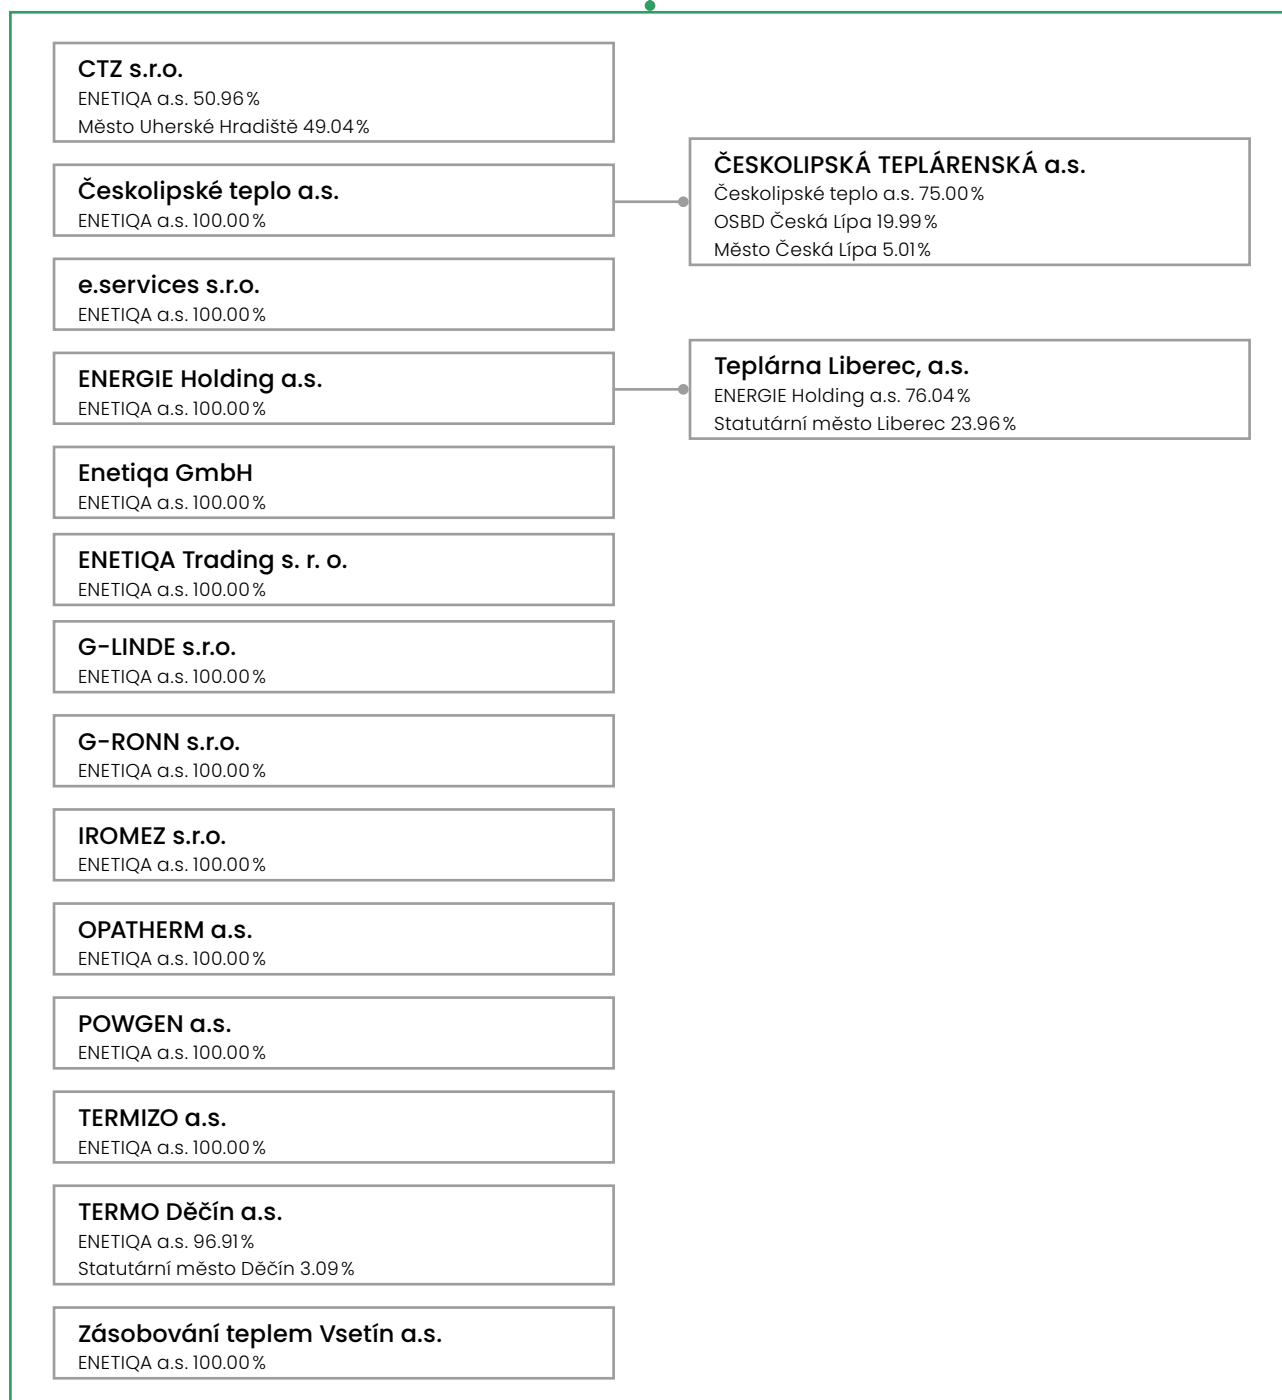 CTZ s.r.o.
ENETIQA a.s. 50.96%
Město Uherské Hradiště 49.04%
Českolipské teplo a.s.
ENETIQA a.s. 100.00%
ČESKOLIPSKÁ TEPLÁRENSKÁ a.s.
Českolipské teplo a.s. 75.00%
OSBD Česká Lípa 19.99%
Město Česká Lípa 5.01%
e.services s.r.o.
ENETIQA a.s. 100.00%
ENERGIE Holding a.s.
ENETIQA a.s. 100.00%
Teplárna Liberec, a.s.
ENERGIE Holding a.s. 76.04%
Statutární město Liberec 23.96%
Enetiqa GmbH
ENETIQA a.s. 100.00%
ENETIQA Trading s. r. o.
ENETIQA a.s. 100.00%
G-LINDE s.r.o.
ENETIQA a.s. 100.00%
G-RONN s.r.o.
ENETIQA a.s. 100.00%
IROMEZ s.r.o.
ENETIQA a.s. 100.00%
OPATHERM a.s.
ENETIQA a.s. 100.00%
POWGEN a.s.
ENETIQA a.s. 100.00%
TERMIZO a.s.
ENETIQA a.s. 100.00%
TERMO Děčín a.s.
ENETIQA a.s. 96.91%
Statutární město Děčín 3.09%
Zásobování teplem Vsetín a.s.
ENETIQA a.s. 100.00%